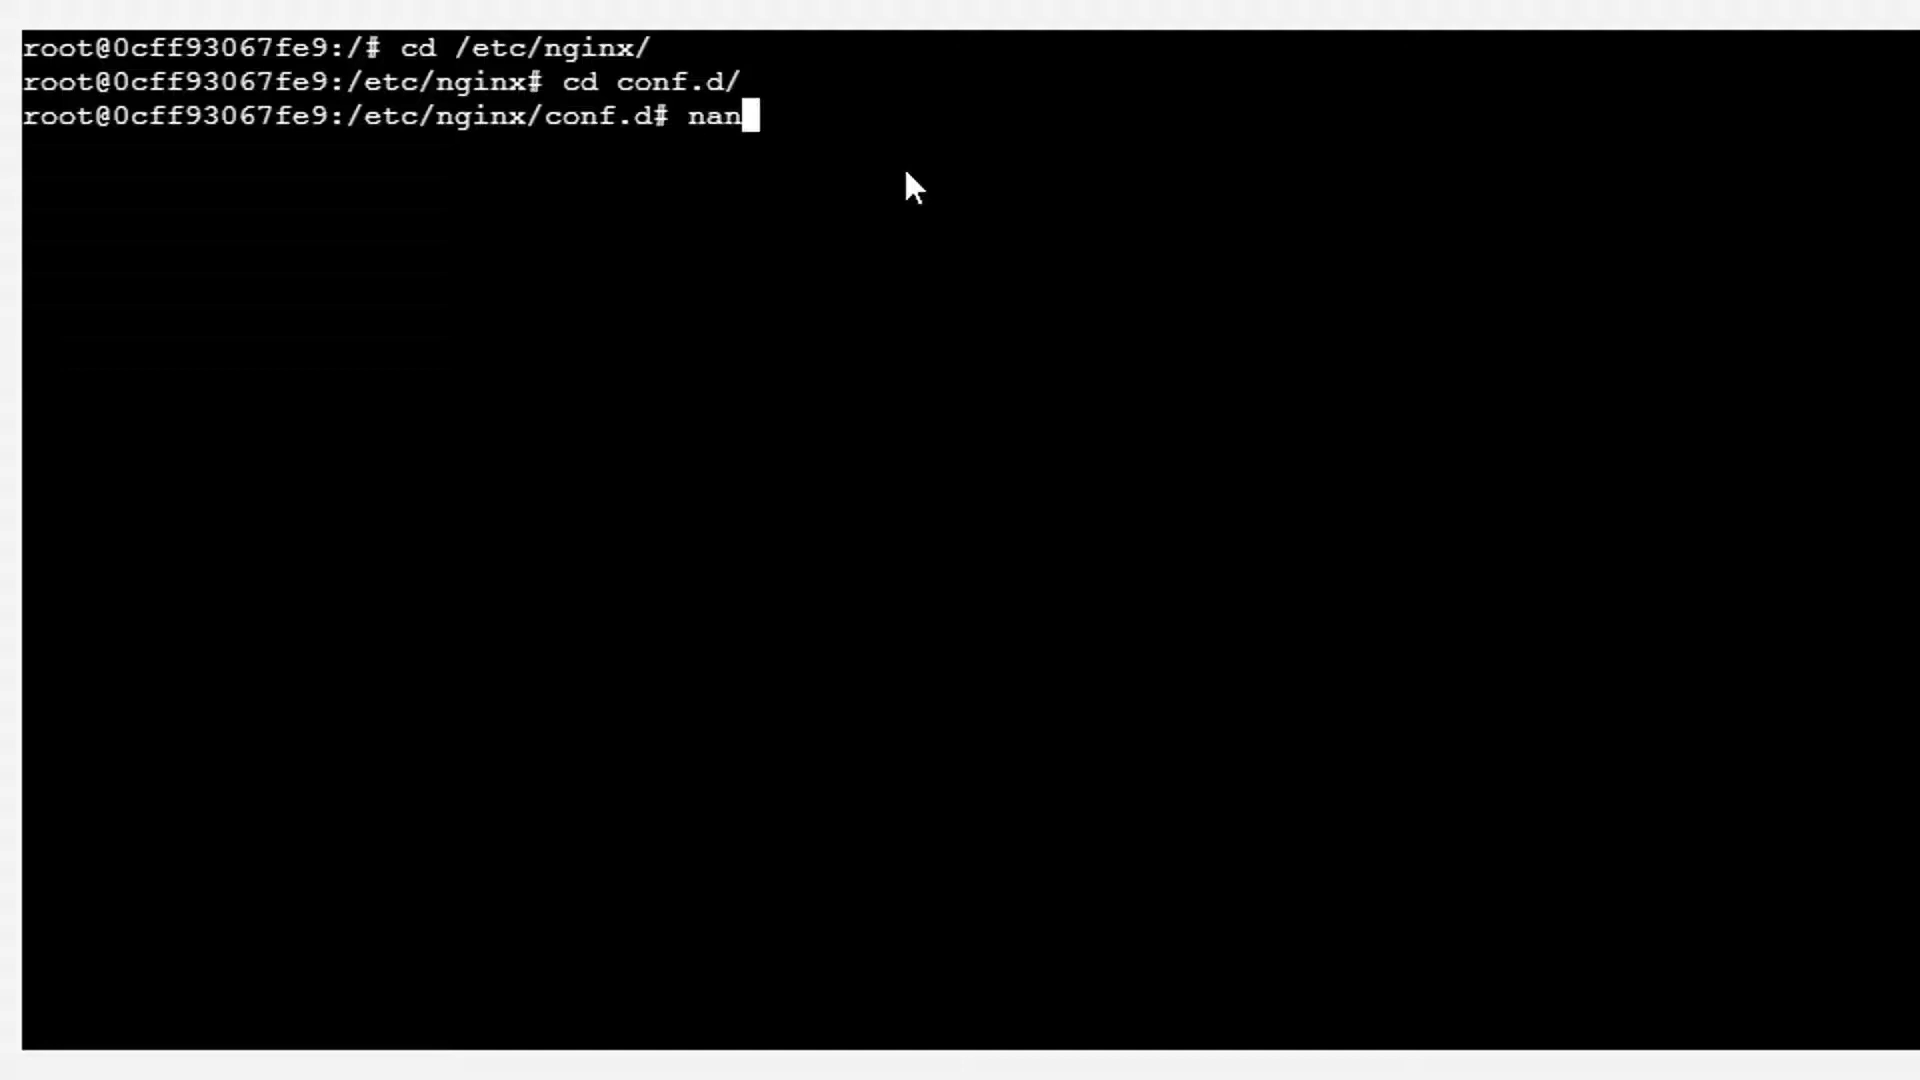 root@0cff93067fe9:/# cd /etc/nginx/
root@0cff93067fe9:/etc/nginx# cd conf.d/
root@0cff93067fe9:/etc/nginx/conf.d# nan